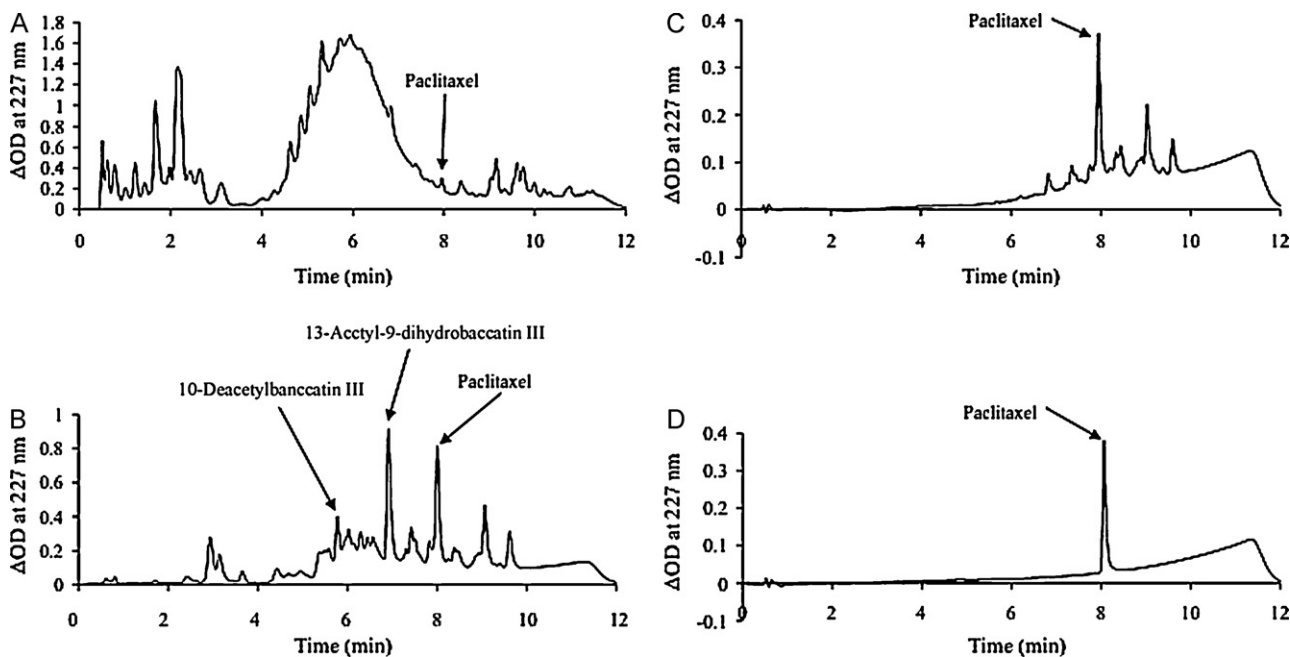 A
ΔOD at 227 nm
1.8
1.6
1.4
1.2
1
0.8
0.6
0.4
0.2
0
Paclitaxel
0 2 4 6 8 10 12
Time (min)
B
ΔOD at 227 nm
1
0.8
0.6
0.4
0.2
0
13-Acctyl-9-dihydrobaccatin III
10-Deacetylbanccatin III
Paclitaxel
0 2 4 6 8 10 12
Time (min)
C
ΔOD at 227 nm
0.4
0.3
0.2
0.1
0
-0.1
Paclitaxel
2 4 6 8 10 12
Time (min)
D
ΔOD at 227 nm
0.4
0.3
0.2
0.1
0
-0.1
Paclitaxel
2 4 6 8 10 12
Time (min)